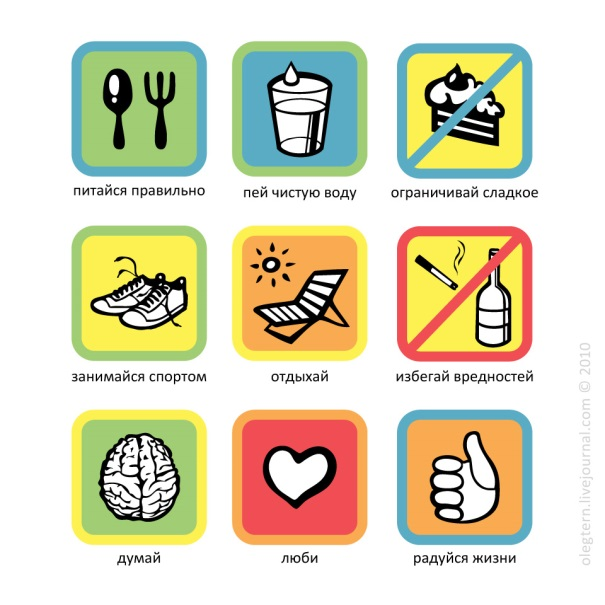 питайся правильно
пей чистую воду
ограничивай сладкое
занимайся спортом
отдыхай
избегай вредностей
думай
люби
радуйся жизни
olegtern.livejournal.com © 2010